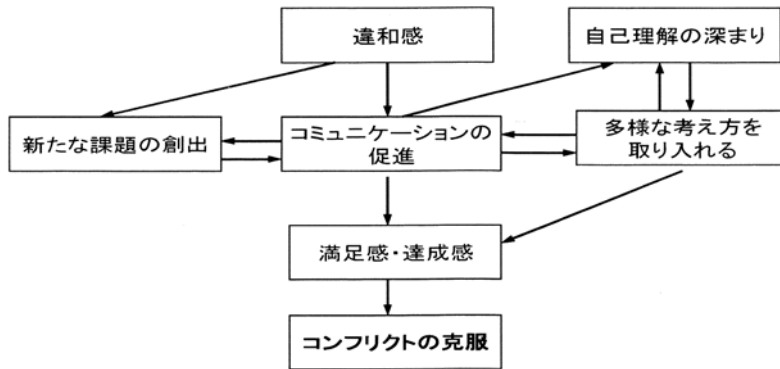 違和感
自己理解の深まり
新たな課題の創出
コミュニケーションの
促進
多様な考え方を
取り入れる
満足感・達成感
コンフリクトの克服